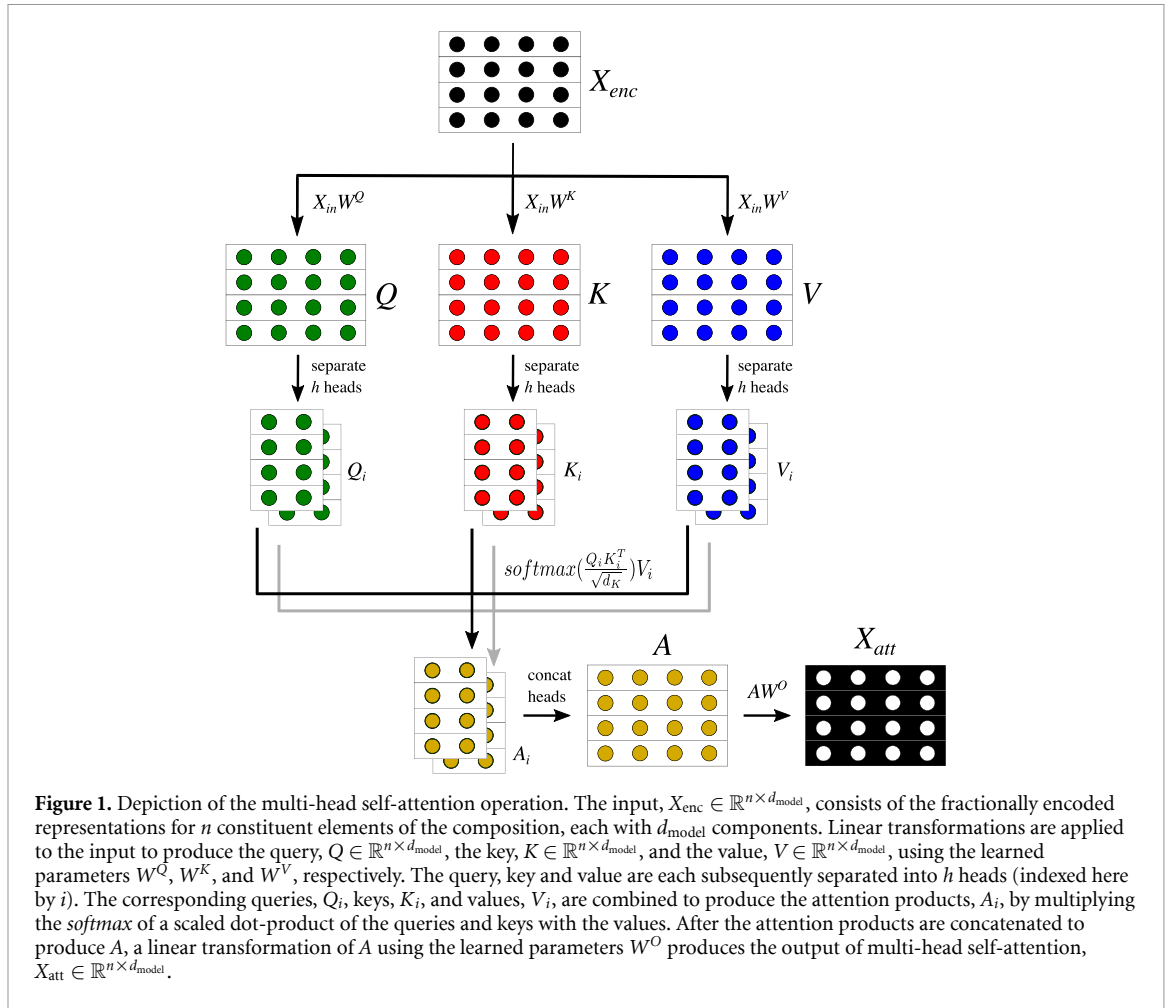 X_enc
X_in W^Q
X_in W^K
X_in W^V
Q
K
V
separate
h heads
separate
h heads
separate
h heads
Q_i
K_i
V_i
softmax(Q_i K_i^T / √d_K)V_i
A
X_att
concat
heads
AW^O
A_i
Figure 1. Depiction of the multi-head self-attention operation. The input, X_enc ∈ ℝ^{n×d_model}, consists of the fractionally encoded
representations for n constituent elements of the composition, each with d_model components. Linear transformations are applied
to the input to produce the query, Q ∈ ℝ^{n×d_model}, the key, K ∈ ℝ^{n×d_model}, and the value, V ∈ ℝ^{n×d_model}, using the learned
parameters W^Q, W^K, and W^V, respectively. The query, key and value are each subsequently separated into h heads (indexed here
by i). The corresponding queries, Q_i, keys, K_i, and values, V_i, are combined to produce the attention products, A_i, by multiplying
the softmax of a scaled dot-product of the queries and keys with the values. After the attention products are concatenated to
produce A, a linear transformation of A using the learned parameters W^O produces the output of multi-head self-attention,
X_att ∈ ℝ^{n×d_model}.